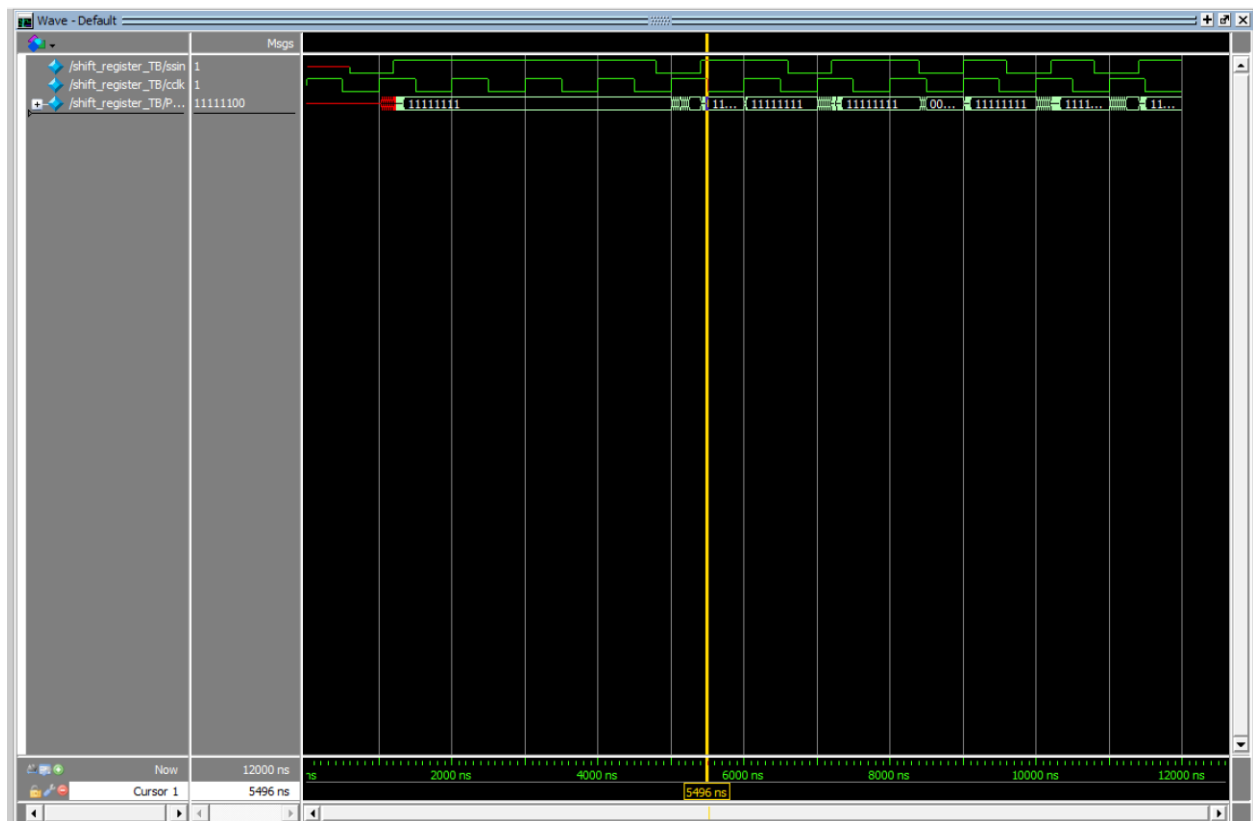 Wave - Default
Msgs
/shift_register_TB/ssin 1
/shift_register_TB/cclk 1
/shift_register_TB/P... 11111100
11111111 11... 11111111 11111111 00... 11111111 1111... 11...
Now 12000 ns
ns 2000 ns 4000 ns 6000 ns 8000 ns 10000 ns 12000 ns
Cursor 1 5496 ns
5496 ns